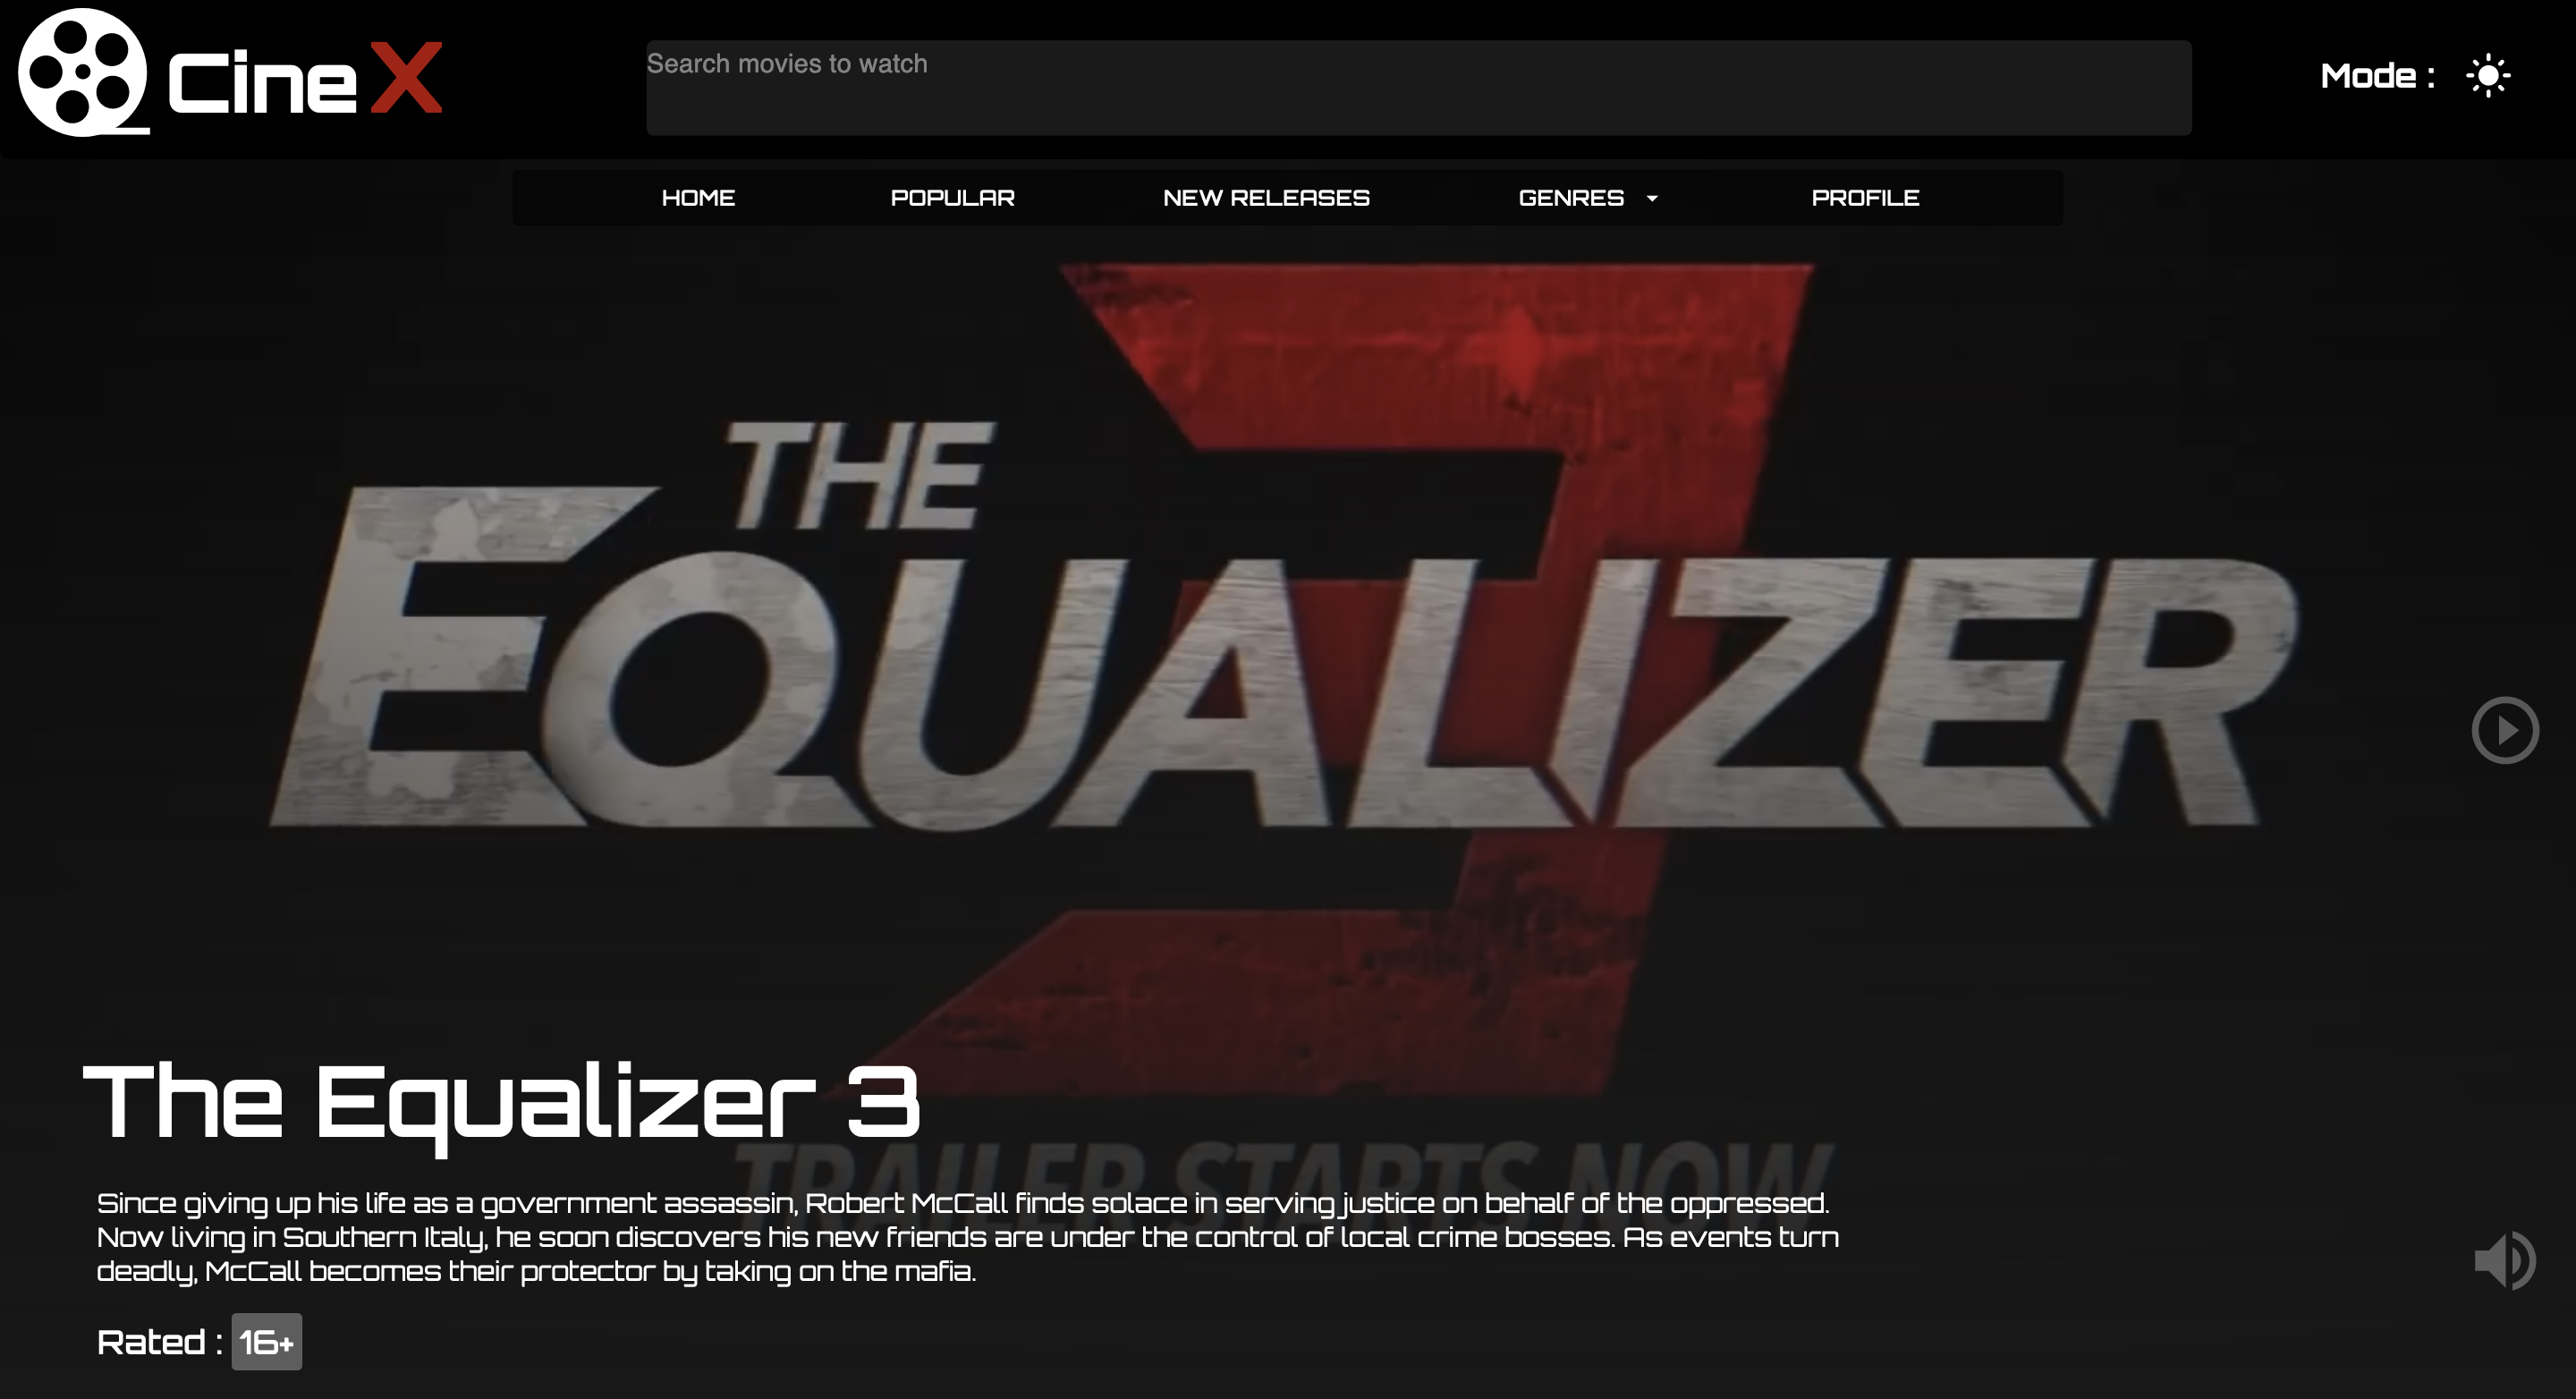 Cine X
Search movies to watch
Mode :
HOME POPULAR NEW RELEASES GENRES PROFILE
3
THE
EQUALIZER
The Equalizer 3
TRAILER STARTS NOW
Since giving up his life as a government assassin, Robert McCall finds solace in serving justice on behalf of the oppressed.
Now living in Southern Italy, he soon discovers his new friends are under the control of local crime bosses. As events turn
deadly, McCall becomes their protector by taking on the mafia.
Rated : 16+